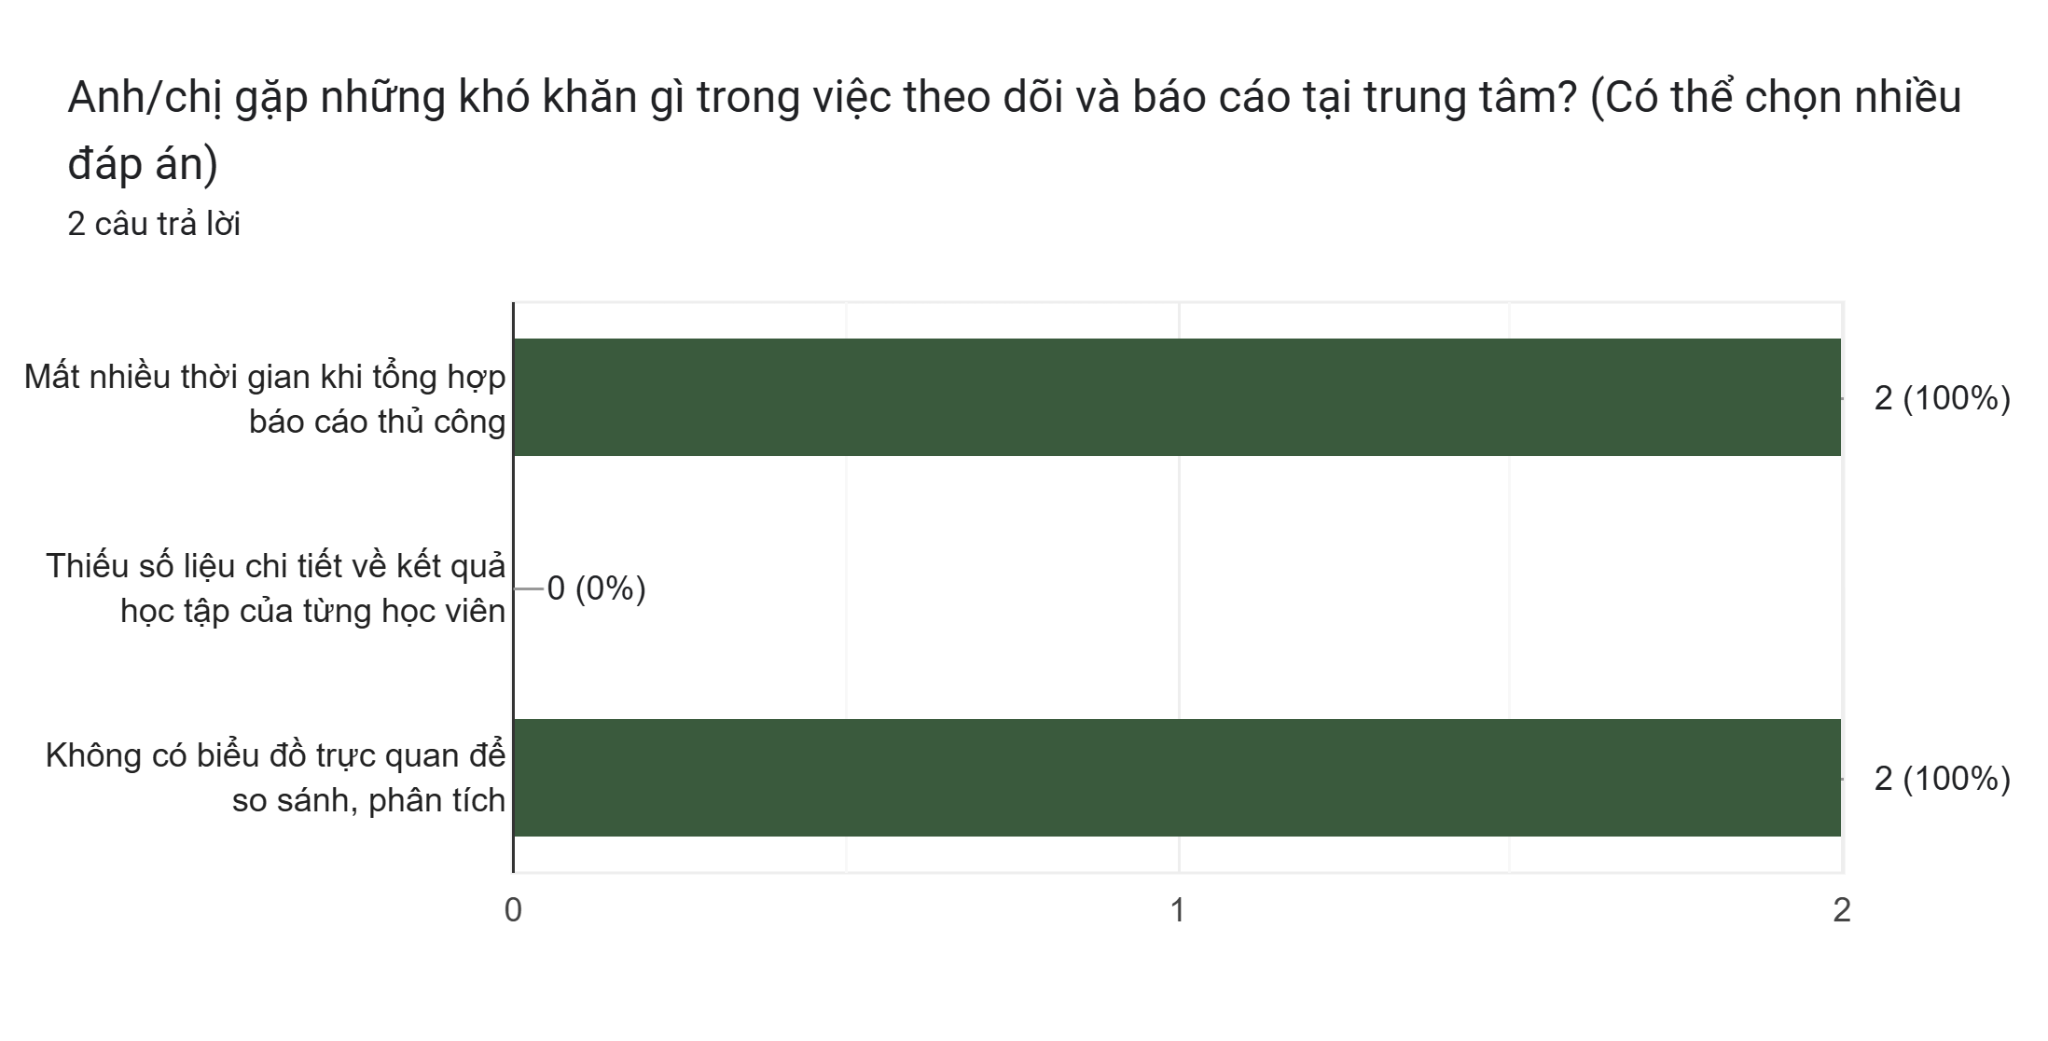 Anh/chị gặp những khó khăn gì trong việc theo dõi và báo cáo tại trung tâm? (Có thể chọn nhiều
đáp án)
2 câu trả lời
Mất nhiều thời gian khi tổng hợp
báo cáo thủ công
2 (100%)
Thiếu số liệu chi tiết về kết quả
học tập của từng học viên
0 (0%)
Không có biểu đồ trực quan để
so sánh, phân tích
2 (100%)
0 1 2